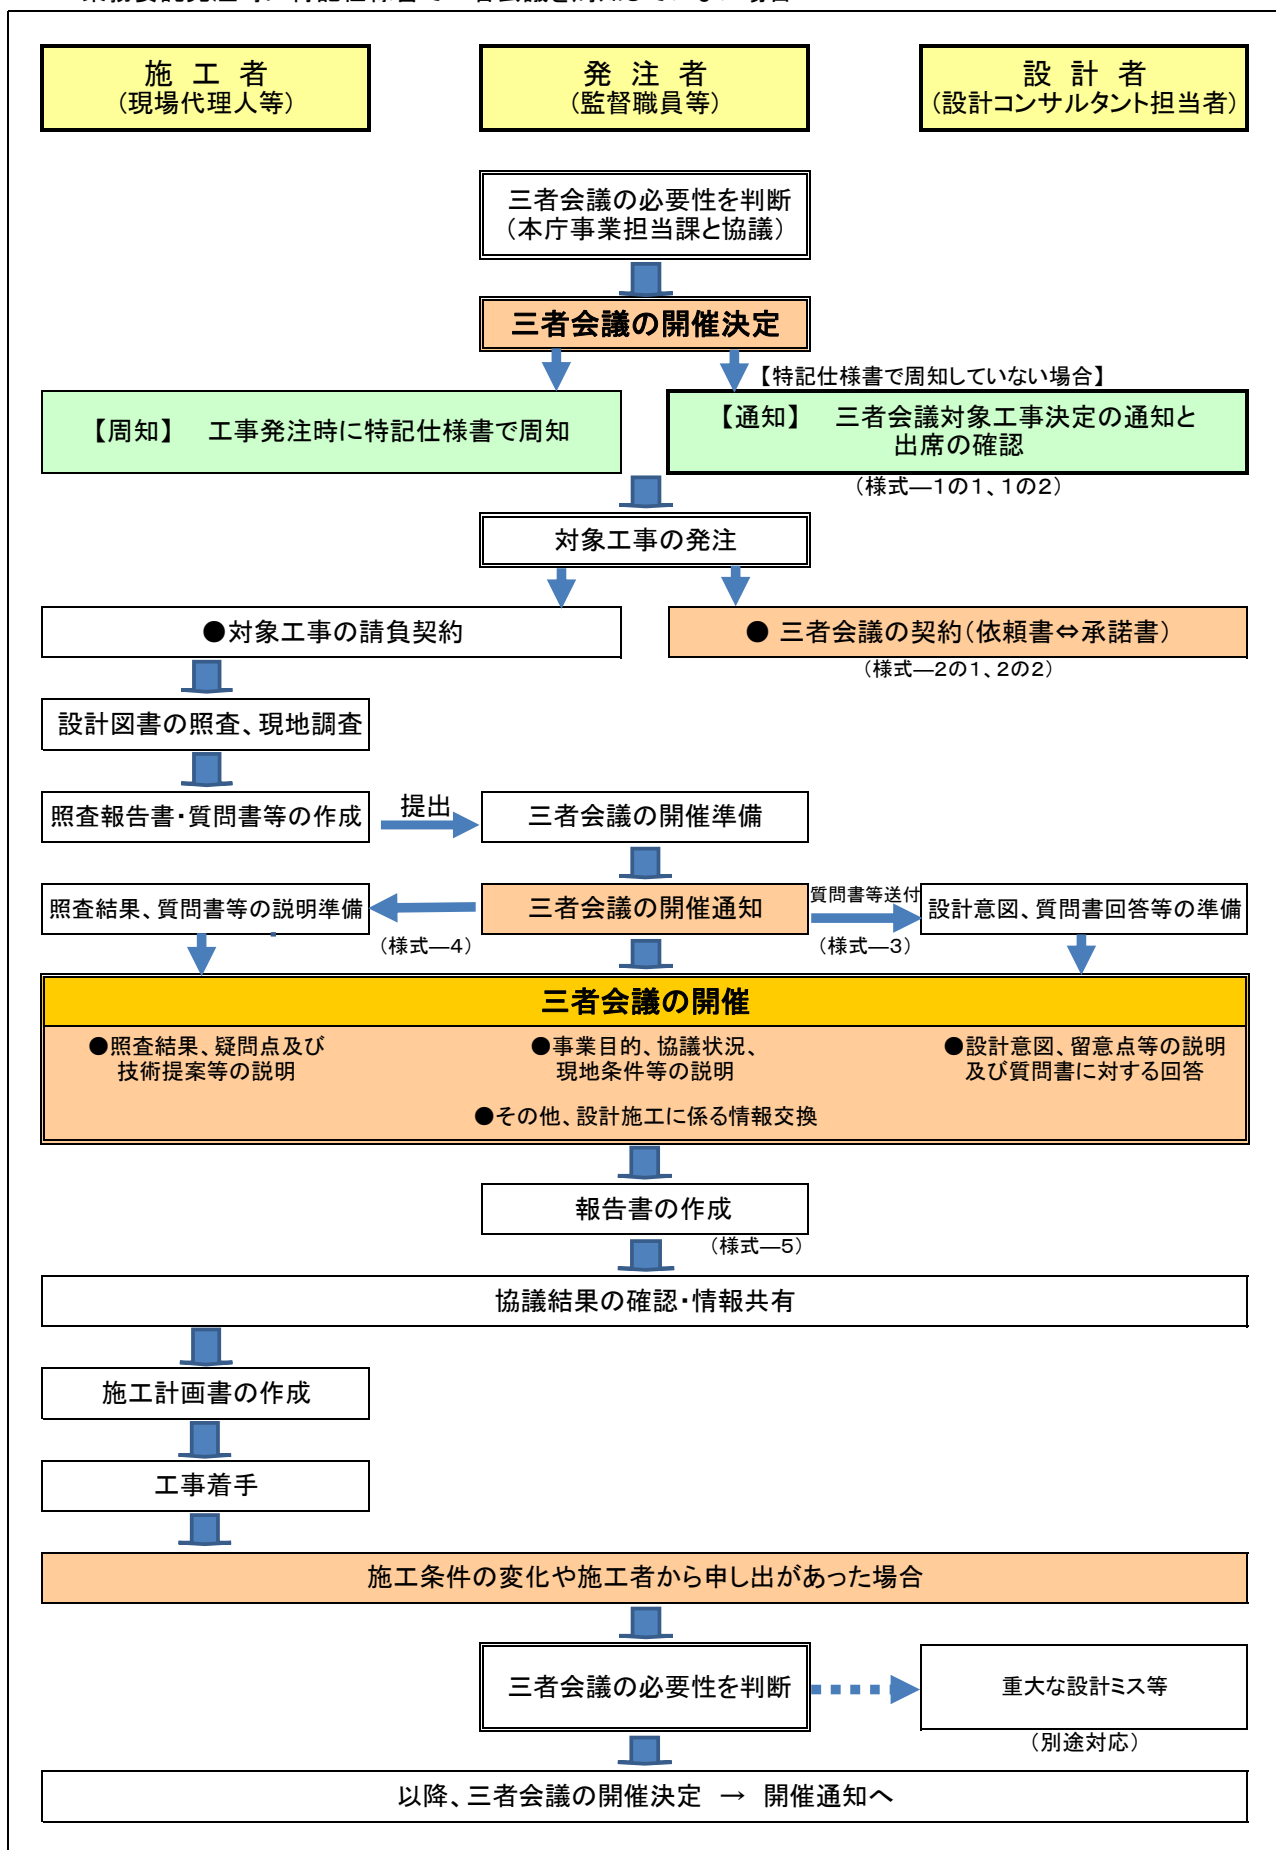 施 工 者
（現場代理人等）
発 注 者
（監督職員等）
設 計 者
（設計コンサルタント担当者）
三者会議の必要性を判断
（本庁事業担当課と協議）
三者会議の開催決定
【特記仕様書で周知していない場合】
【周知】　工事発注時に特記仕様書で周知
【通知】　三者会議対象工事決定の通知と
出席の確認
（様式―１の１、１の２）
対象工事の発注
●対象工事の請負契約
● 三者会議の契約（依頼書⇔承諾書）
（様式―２の１、２の２）
設計図書の照査、現地調査
照査報告書・質問書等の作成
提出
三者会議の開催準備
照査結果、質問書等の説明準備
三者会議の開催通知
質問書等送付
設計意図、質問書回答等の準備
（様式―４）
（様式―３）
三者会議の開催
●照査結果、疑問点及び
技術提案等の説明
●事業目的、協議状況、
現地条件等の説明
●設計意図、留意点等の説明
及び質問書に対する回答
●その他、設計施工に係る情報交換
報告書の作成
（様式―５）
協議結果の確認・情報共有
施工計画書の作成
工事着手
施工条件の変化や施工者から申し出があった場合
三者会議の必要性を判断
重大な設計ミス等
（別途対応）
以降、三者会議の開催決定　→　開催通知へ